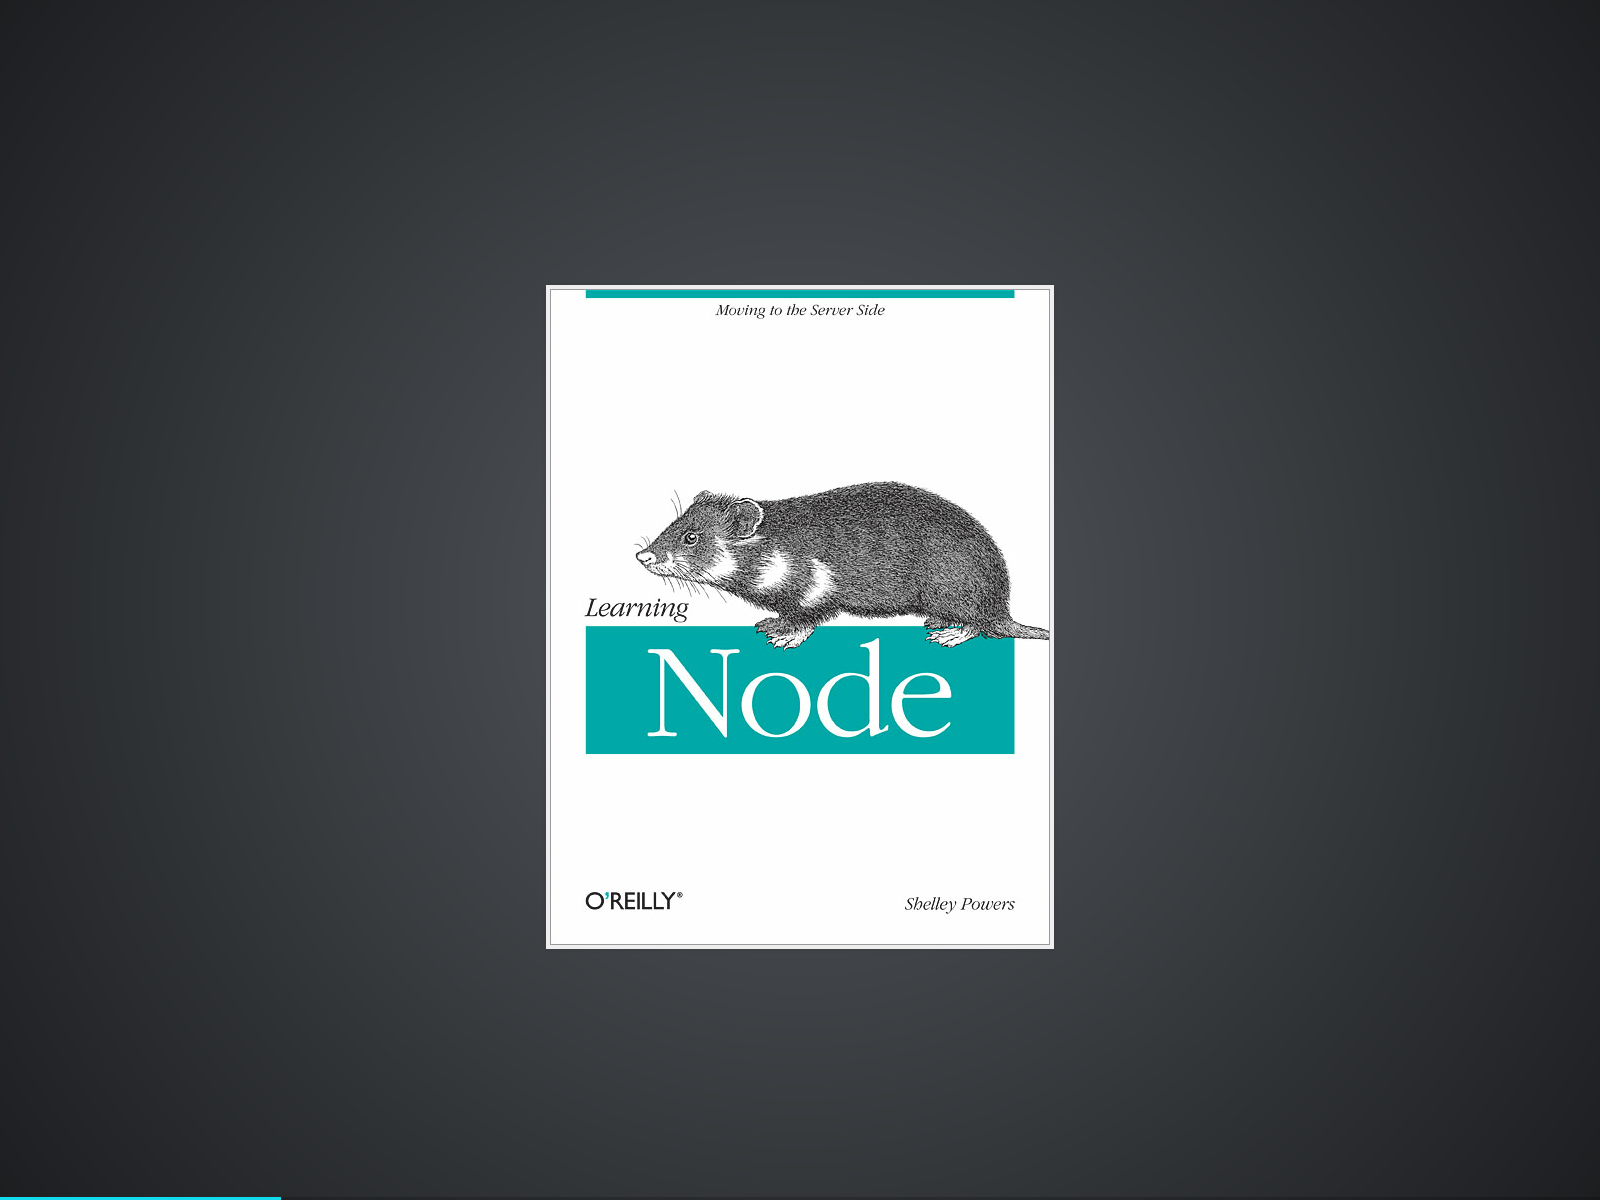 Moving to the Server Side
Learning
Node
O'REILLY®
Shelley Powers